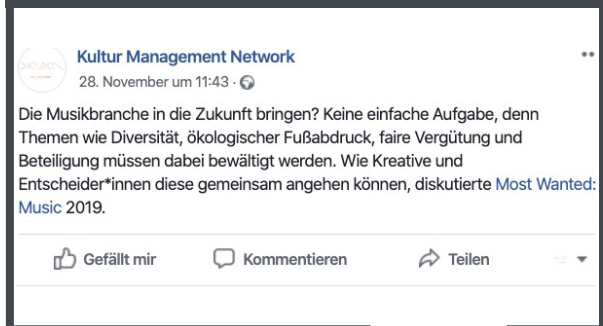 Kultur Management Network
28. November um 11:43 ·
Die Musikbranche in die Zukunft bringen? Keine einfache Aufgabe, denn
Themen wie Diversität, ökologischer Fußabdruck, faire Vergütung und
Beteiligung müssen dabei bewältigt werden. Wie Kreative und
Entscheider*innen diese gemeinsam angehen können, diskutierte Most Wanted:
Music 2019.
Gefällt mir Kommentieren Teilen